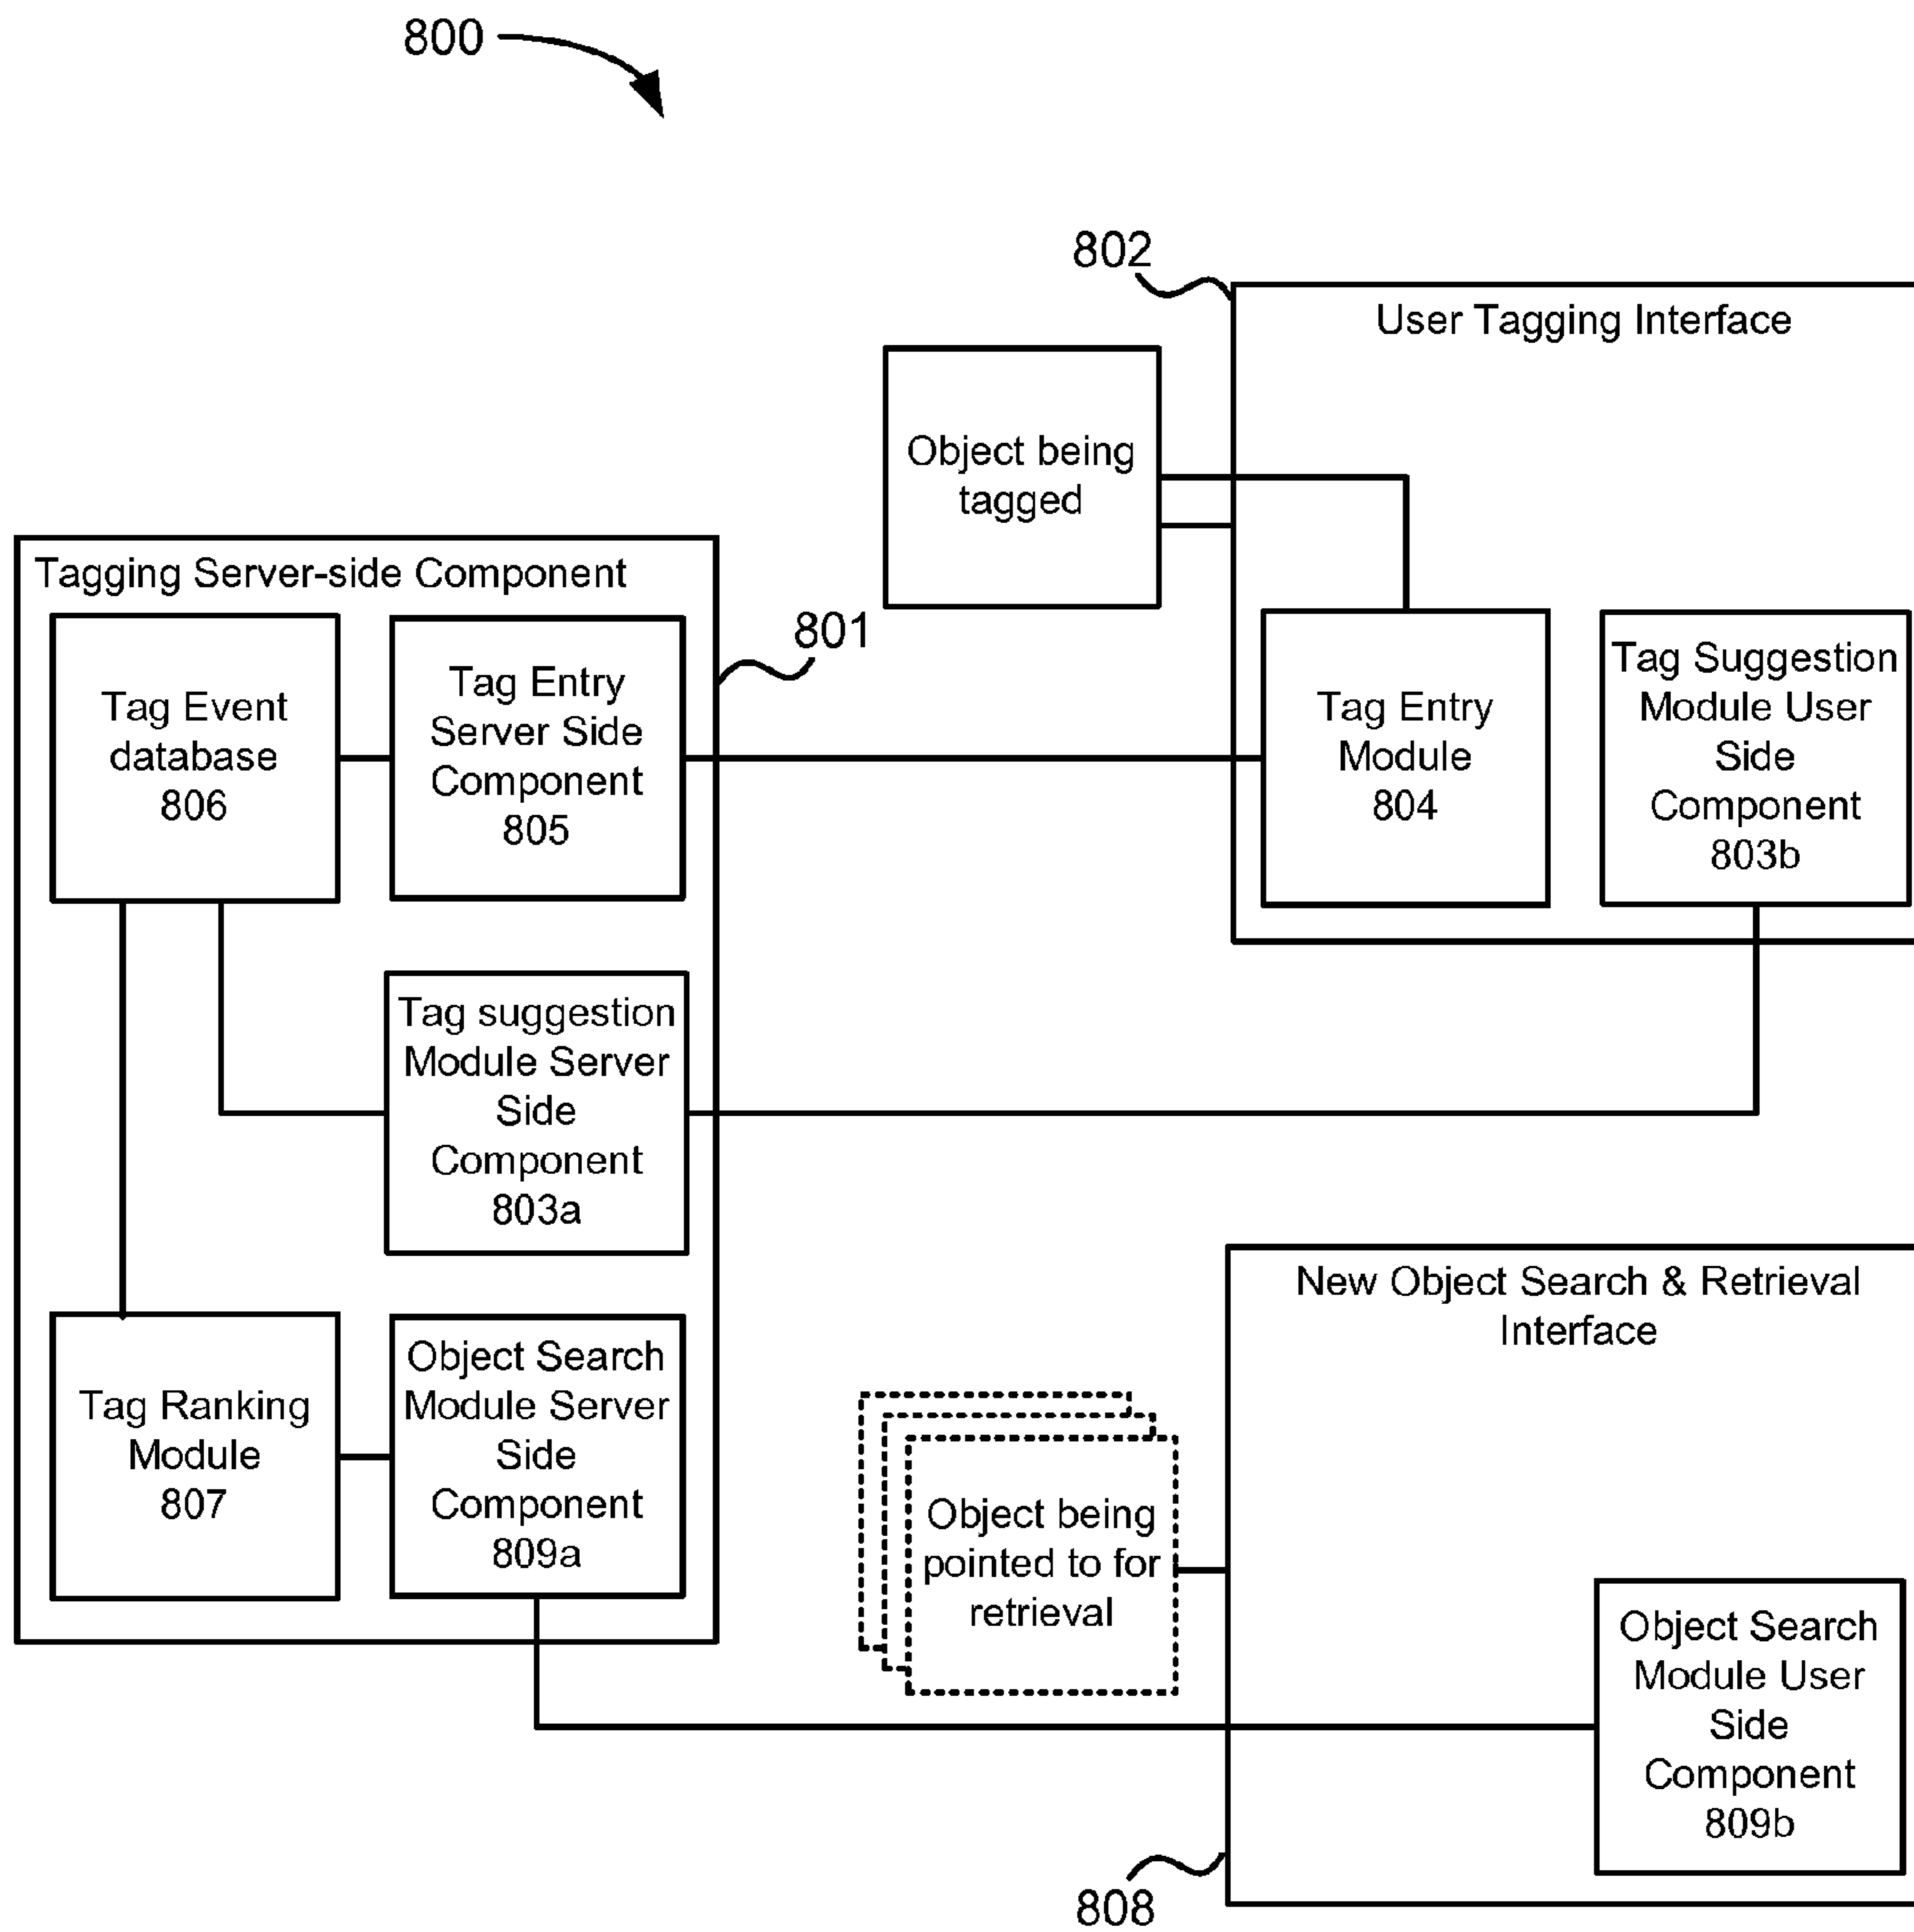 800
802
User Tagging Interface
Object being
tagged
Tagging Server-side Component
801
Tag Event
database
806
Tag Entry
Server Side
Component
805
Tag Entry
Module
804
Tag Suggestion
Module User
Side
Component
803b
Tag suggestion
Module Server
Side
Component
803a
New Object Search & Retrieval
Interface
Tag Ranking
Module
807
Object Search
Module Server
Side
Component
809a
Object being
pointed to for
retrieval
Object Search
Module User
Side
Component
809b
808